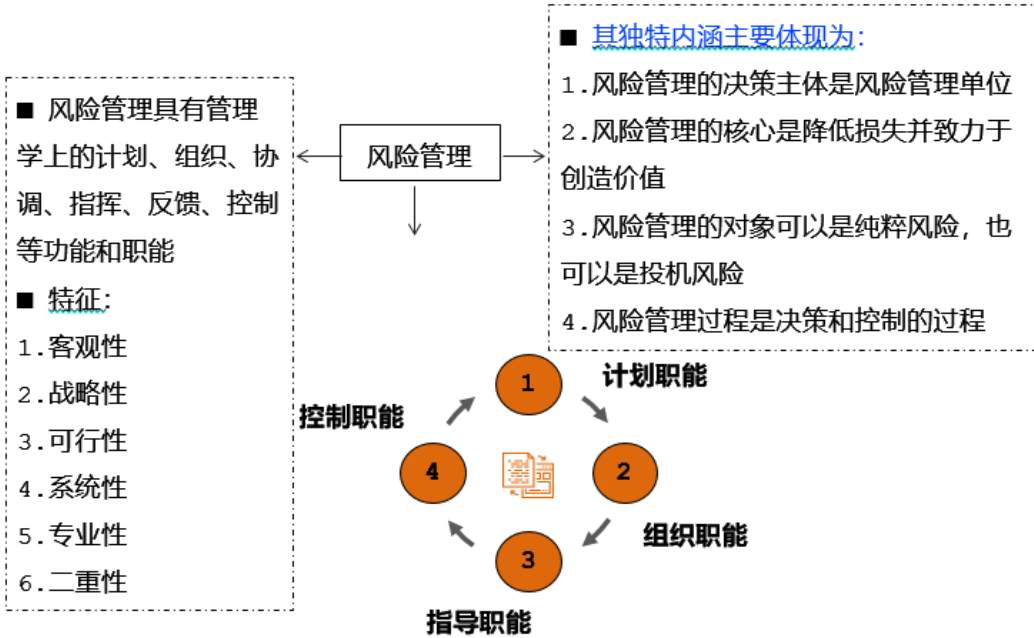 ■ 风险管理具有管理
学上的计划、组织、协
调、指挥、反馈、控制
等功能和职能
■ 特征：
1.客观性
2.战略性
3.可行性
4.系统性
5.专业性
6.二重性
风险管理
■ 其独特内涵主要体现为：
1.风险管理的决策主体是风险管理单位
2.风险管理的核心是降低损失并致力于
创造价值
3.风险管理的对象可以是纯粹风险，也
可以是投机风险
4.风险管理过程是决策和控制的过程
1
计划职能
2
组织职能
3
指导职能
4
控制职能